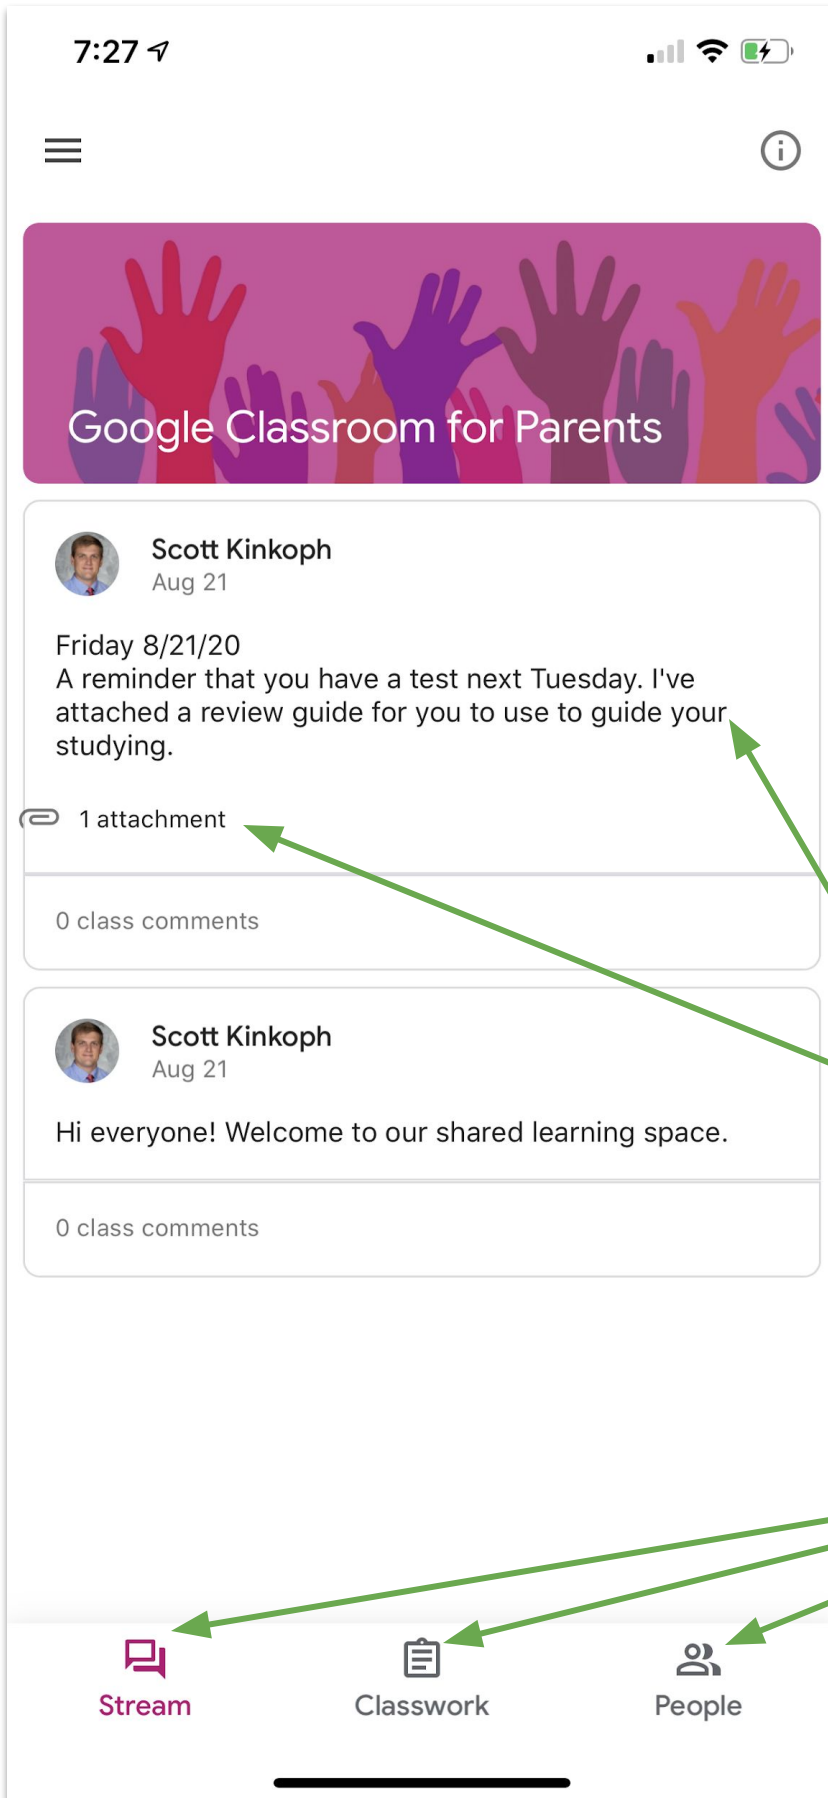 7:27
Google Classroom for Parents
Scott Kinkoph
Aug 21
Friday 8/21/20
A reminder that you have a test next Tuesday. I've
attached a review guide for you to use to guide your
studying.
1 attachment
0 class comments
Scott Kinkoph
Aug 21
Hi everyone! Welcome to our shared learning space.
0 class comments
Stream
Classwork
People